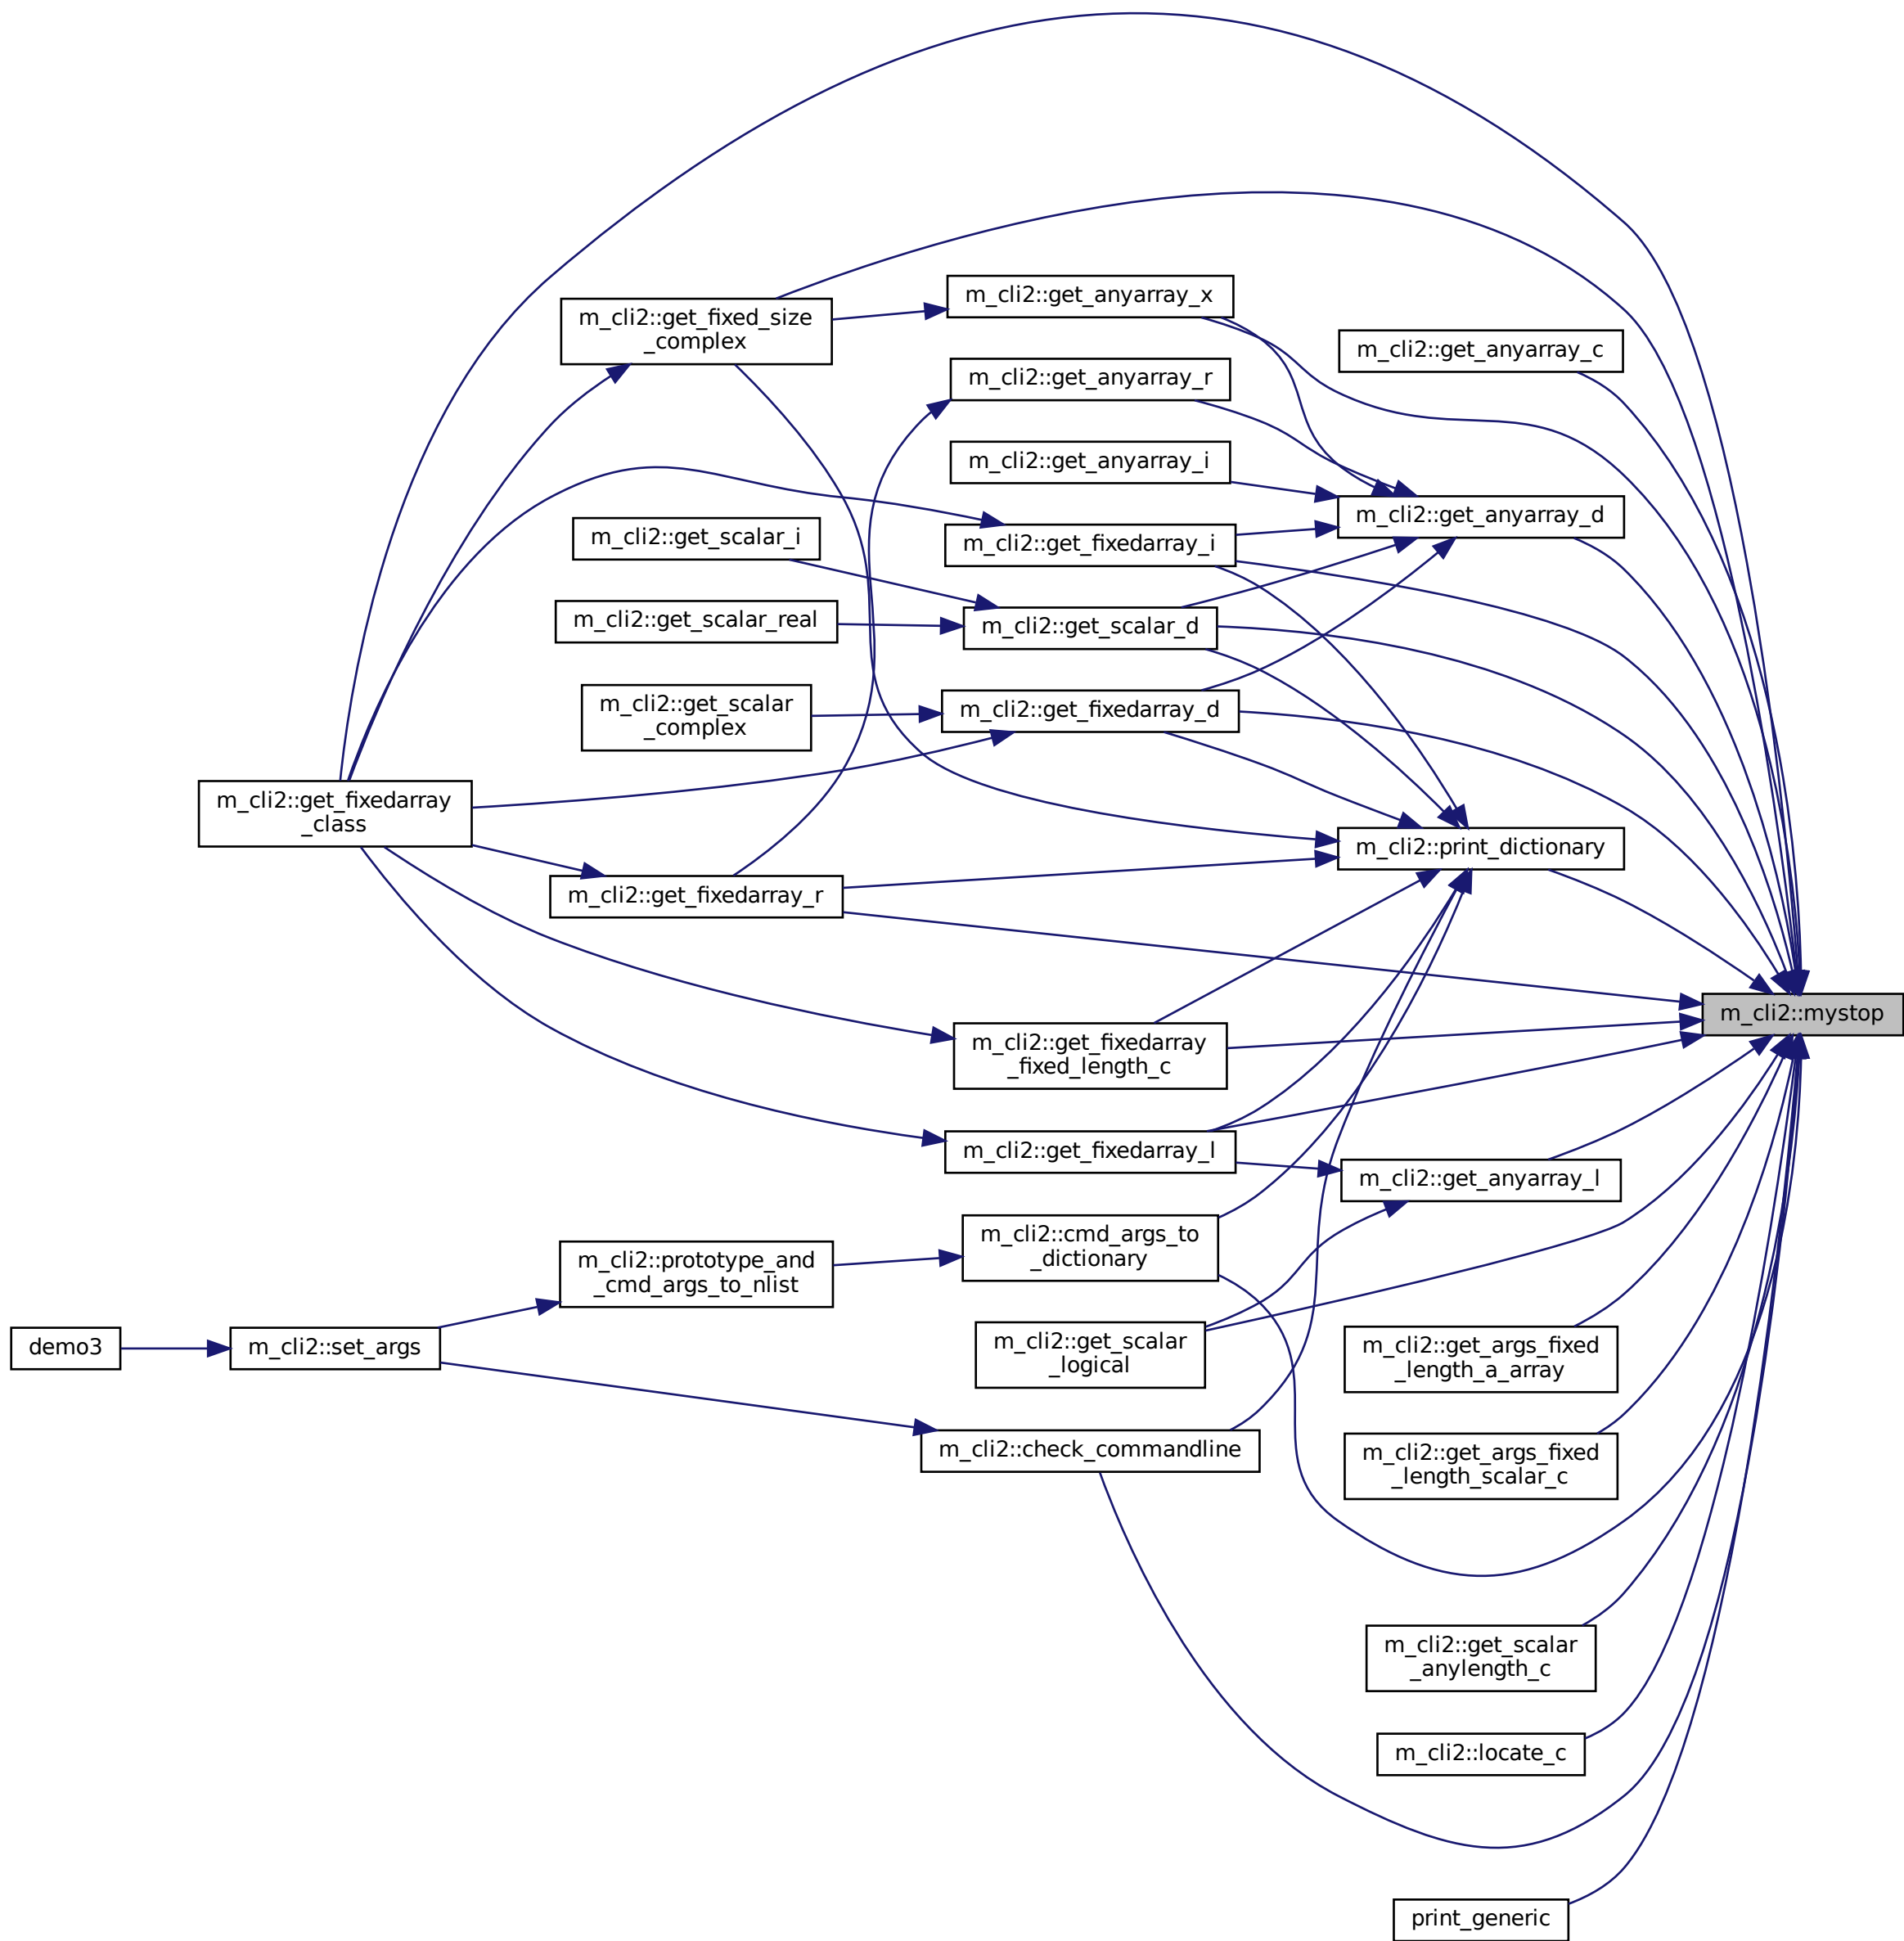 m_cli2::get_anyarray_x
m_cli2::get_fixed_size
_complex
m_cli2::get_anyarray_c
m_cli2::get_anyarray_r
m_cli2::get_anyarray_i
m_cli2::get_anyarray_d
m_cli2::get_scalar_i
m_cli2::get_fixedarray_i
m_cli2::get_scalar_real
m_cli2::get_scalar_d
m_cli2::get_scalar
_complex
m_cli2::get_fixedarray_d
m_cli2::get_fixedarray
_class
m_cli2::print_dictionary
m_cli2::get_fixedarray_r
m_cli2::mystop
m_cli2::get_fixedarray
_fixed_length_c
m_cli2::get_fixedarray_l
m_cli2::get_anyarray_l
m_cli2::cmd_args_to
_dictionary
m_cli2::prototype_and
_cmd_args_to_nlist
demo3
m_cli2::set_args
m_cli2::get_scalar
_logical
m_cli2::get_args_fixed
_length_a_array
m_cli2::check_commandline
m_cli2::get_args_fixed
_length_scalar_c
m_cli2::get_scalar
_anylength_c
m_cli2::locate_c
print_generic